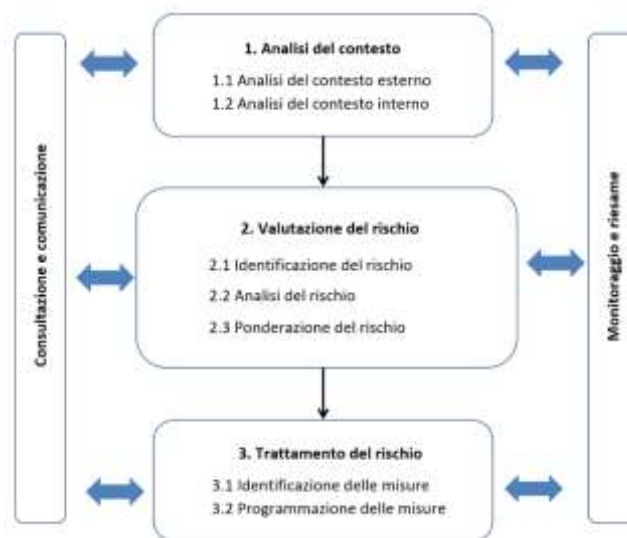 Consultazione e comunicazione
1. Analisi del contesto
1.1 Analisi del contesto esterno
1.2 Analisi del contesto interno
2. Valutazione del rischio
2.1 Identificazione del rischio
2.2 Analisi del rischio
2.3 Ponderazione del rischio
3. Trattamento del rischio
3.1 Identificazione delle misure
3.2 Programmazione delle misure
Monitoraggio e riesame